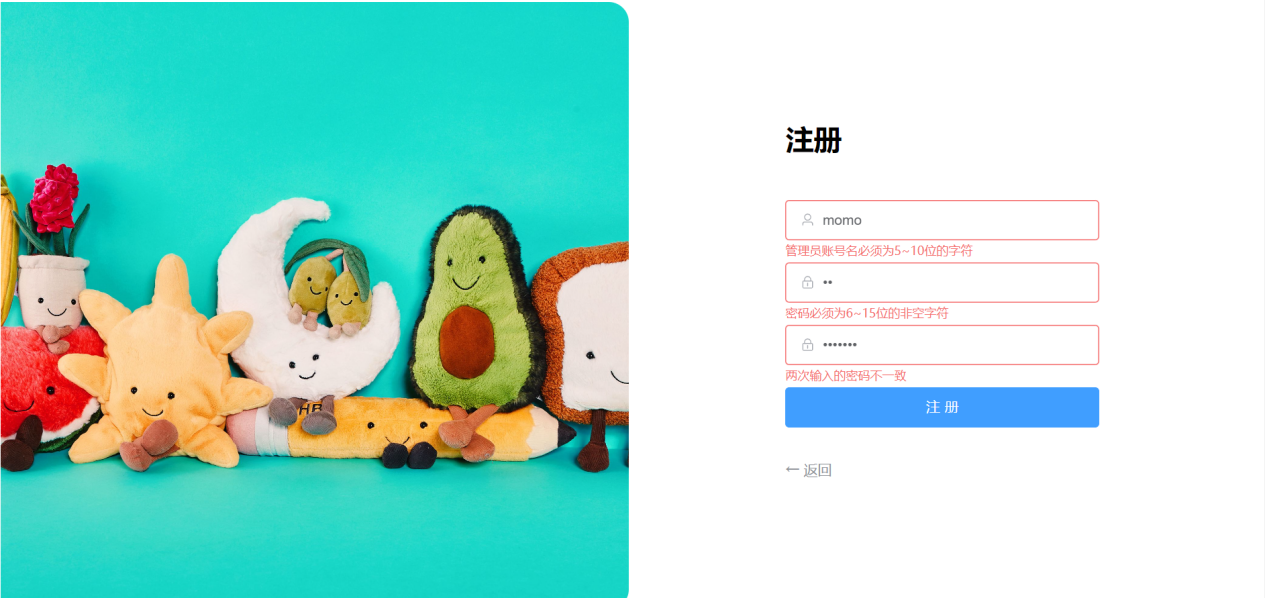 注册
momo
管理员账号名必须为5~10位的字符
••
密码必须为6~15位的非空字符
•••••••
两次输入的密码不一致
注 册
← 返回
HB